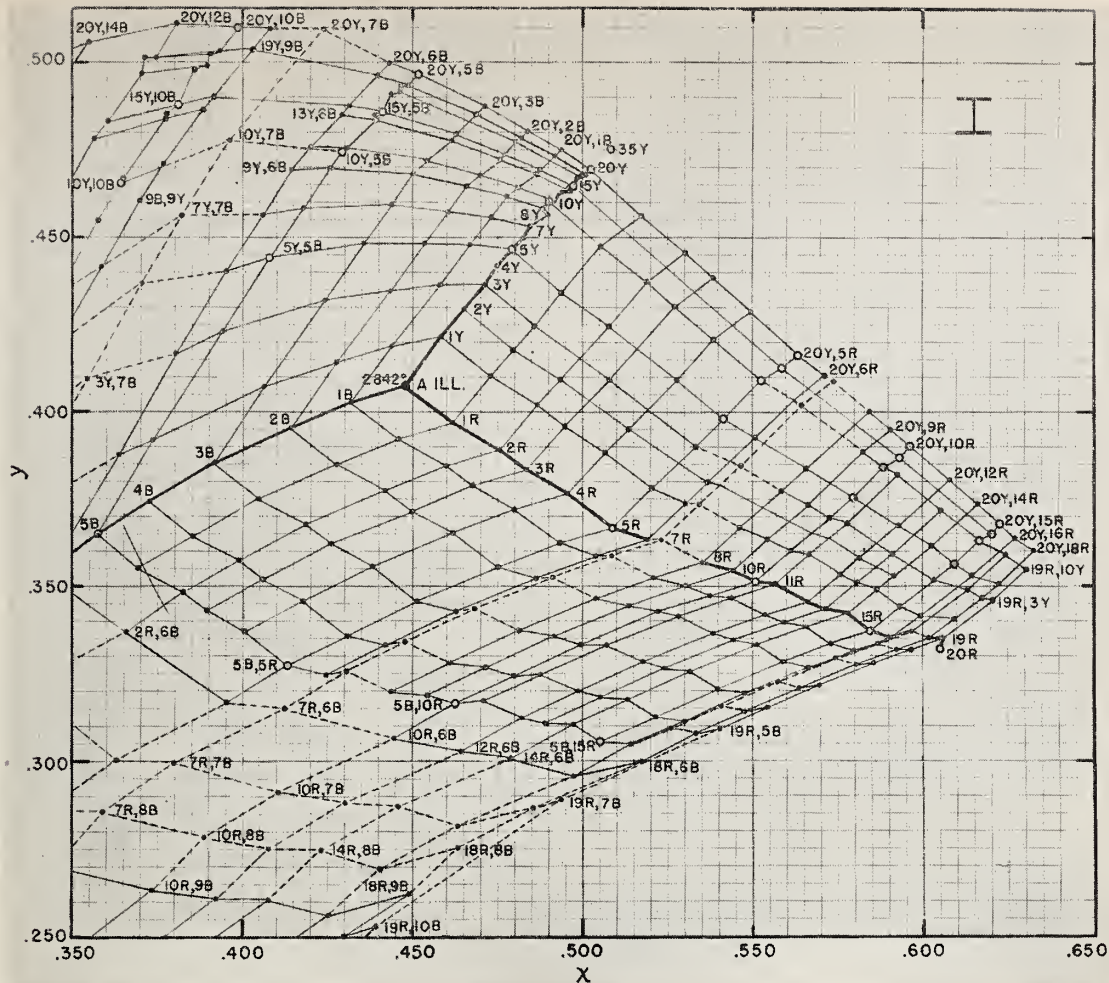 20Y,14B
20Y,12B
20Y,10B
20Y,7B
19Y,9B
20Y,6B
20Y,5B
.500
15Y,10B
13Y,6B
15Y,5B
20Y,3B
20Y,2B
20Y,1B
35Y
I
10Y,7B
10Y,5B
20Y
15Y
10Y,10B
9Y,6B
10Y
9B,9Y
7Y,7B
8Y
7Y
.450
5Y,5B
5Y
4Y
3Y
2Y
1Y
20Y,5R
20Y,6R
3Y,7B
2842°
A ILL.
.400
1B
2B
3B
4B
5B
1R
2R
3R
4R
5R
7R
8R
10R
11R
15R
20Y,9R
20Y,10R
20Y,12R
20Y,14R
20Y,15R
20Y,16R
20Y,18R
19R,10Y
19R,3Y
19R
20R
y
.350
2R,6B
5B,5R
5B,10R
7R,6B
10R,6B
12R,6B
14R,6B
5B,15R
19R,5B
18R,6B
.300
7R,7B
10R,7B
19R,7B
7R,8B
10R,8B
14R,8B
18R,8B
10R,9B
18R,9B
19R,10B
.250
.350
.400
.450
.500
.550
.600
.650
X